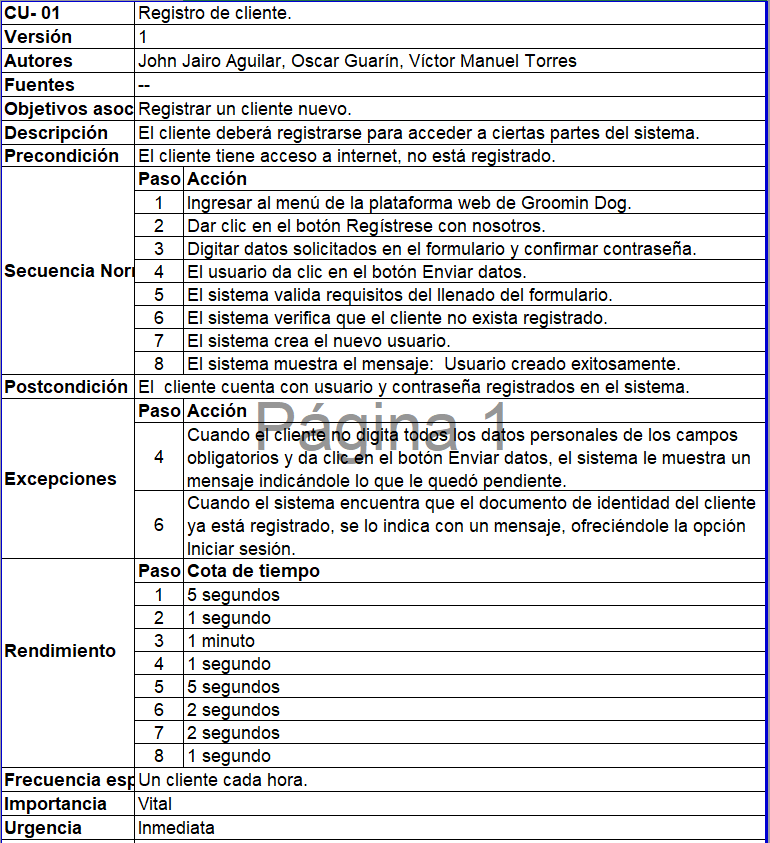 CU- 01 Registro de cliente.
Versión 1
Autores John Jairo Aguilar, Oscar Guarín, Víctor Manuel Torres
Fuentes --
Objetivos asoc Registrar un cliente nuevo.
Descripción El cliente deberá registrarse para acceder a ciertas partes del sistema.
Precondición El cliente tiene acceso a internet, no está registrado.
Secuencia Norm
Paso Acción
1 Ingresar al menú de la plataforma web de Groomin Dog.
2 Dar clic en el botón Regístrese con nosotros.
3 Digitar datos solicitados en el formulario y confirmar contraseña.
4 El usuario da clic en el botón Enviar datos.
5 El sistema valida requisitos del llenado del formulario.
6 El sistema verifica que el cliente no exista registrado.
7 El sistema crea el nuevo usuario.
8 El sistema muestra el mensaje: Usuario creado exitosamente.
Postcondición El cliente cuenta con usuario y contraseña registrados en el sistema.
Página 1
Excepciones
Paso Acción
4 Cuando el cliente no digita todos los datos personales de los campos
obligatorios y da clic en el botón Enviar datos, el sistema le muestra un
mensaje indicándole lo que le quedó pendiente.
6 Cuando el sistema encuentra que el documento de identidad del cliente
ya está registrado, se lo indica con un mensaje, ofreciéndole la opción
Iniciar sesión.
Rendimiento
Paso Cota de tiempo
1 5 segundos
2 1 segundo
3 1 minuto
4 1 segundo
5 5 segundos
6 2 segundos
7 2 segundos
8 1 segundo
Frecuencia esp Un cliente cada hora.
Importancia Vital
Urgencia Inmediata